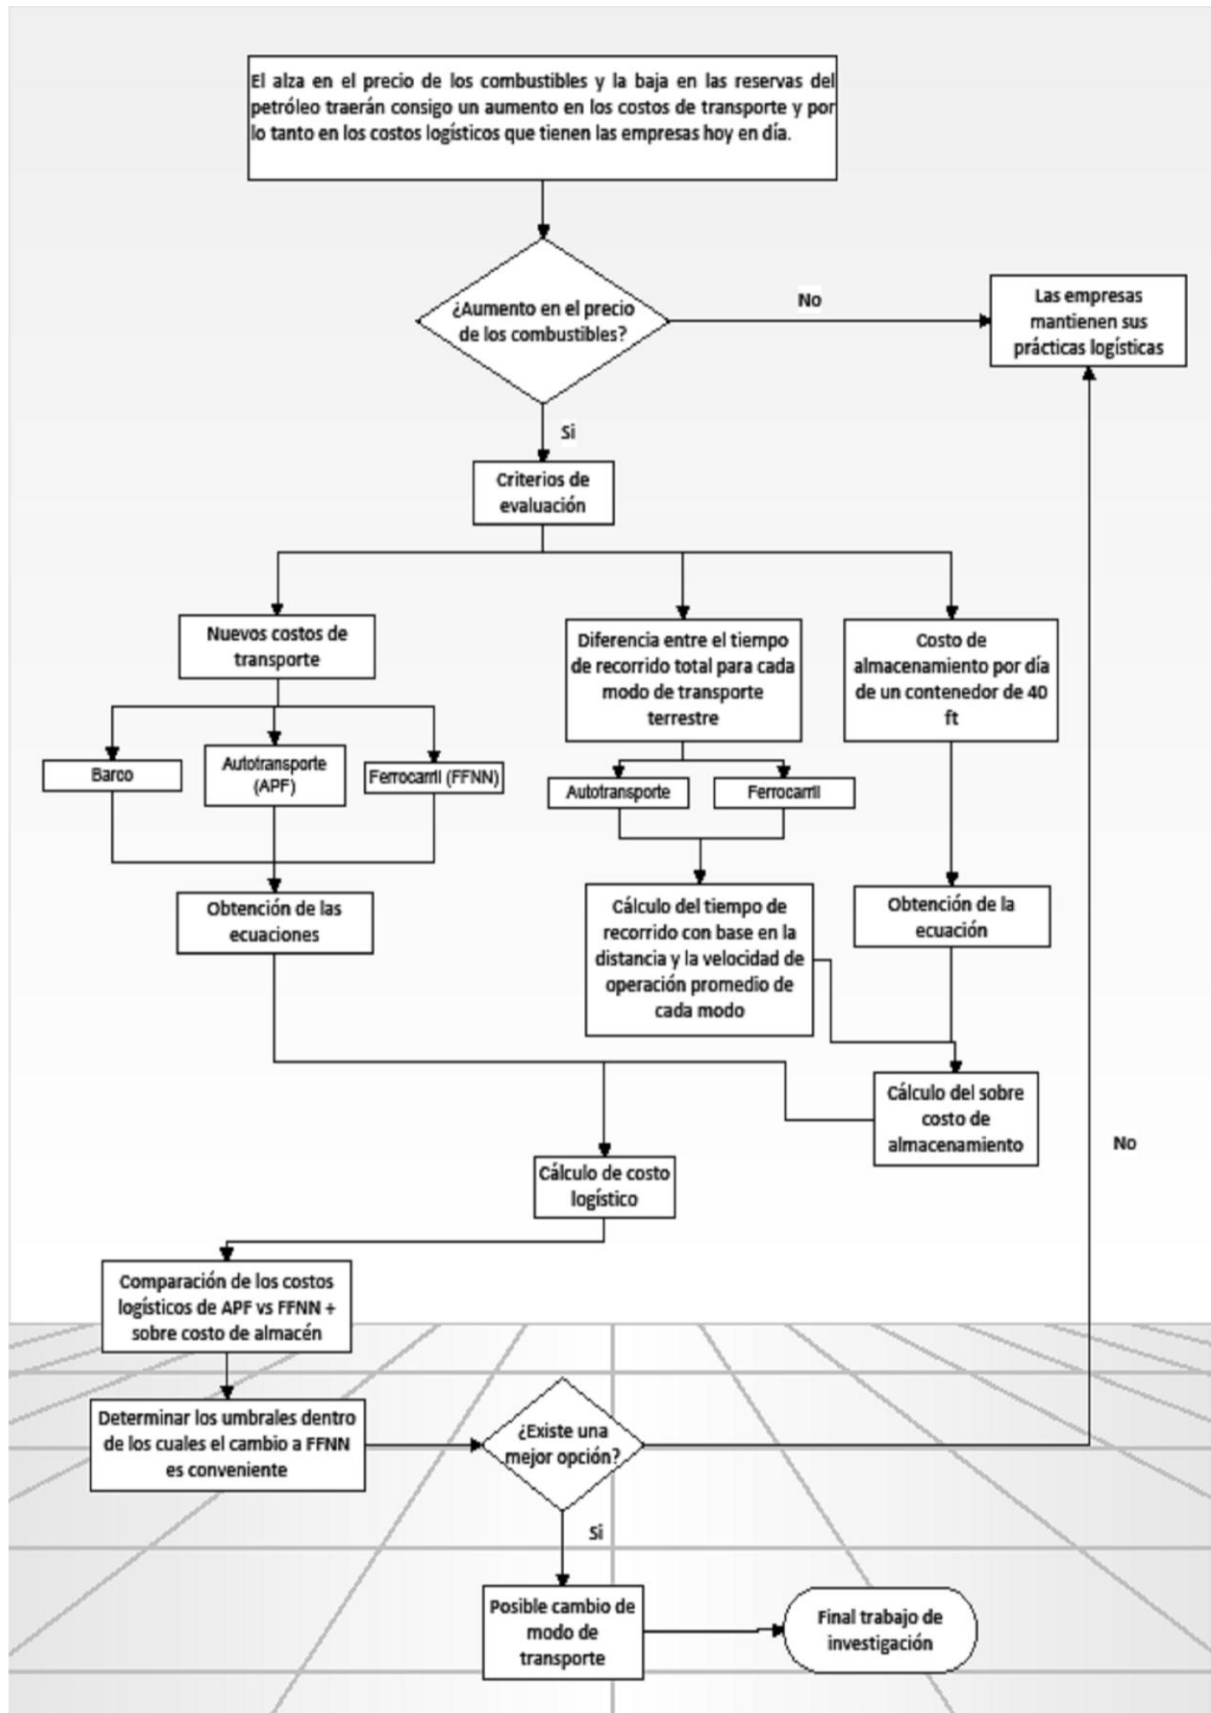 El alza en el precio de los combustibles y la baja en las reservas del
petróleo traerán consigo un aumento en los costos de transporte y por
lo tanto en los costos logísticos que tienen las empresas hoy en día.
¿Aumento en el precio
de los combustibles?
No
Las empresas
mantienen sus
prácticas logísticas
Si
Criterios de
evaluación
Nuevos costos de
transporte
Diferencia entre el tiempo
de recorrido total para cada
modo de transporte
terrestre
Costo de
almacenamiento por día
de un contenedor de 40
ft
Barco
Autotransporte
(APF)
Ferrocarril (FFNN)
Autotransporte
Ferrocarril
Obtención de las
ecuaciones
Cálculo del tiempo de
recorrido con base en la
distancia y la velocidad de
operación promedio de
cada modo
Obtención de la
ecuación
Cálculo del sobre
costo de
almacenamiento
No
Cálculo de costo
logístico
Comparación de los costos
logísticos de APF vs FFNN +
sobre costo de almacén
Determinar los umbrales dentro
de los cuales el cambio a FFNN
es conveniente
¿Existe una
mejor opción?
Si
Posible cambio de
modo de
transporte
Final trabajo de
investigación